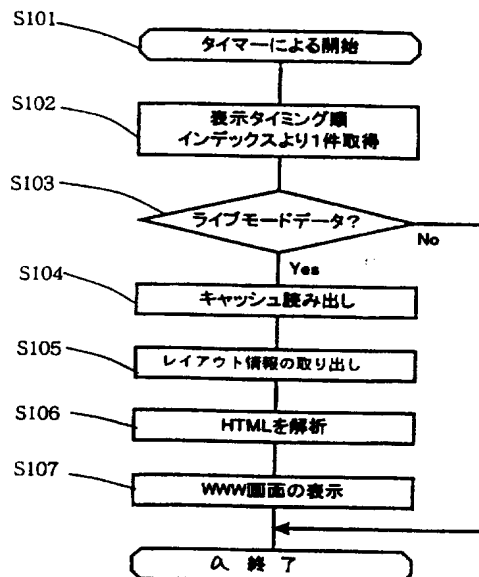 S101
タイマーによる開始
S102
表示タイミング順
インデックスより1件取得
S103
ライブモードデータ?
No
Yes
S104
キャッシュ読み出し
S105
レイアウト情報の取り出し
S106
HTMLを解析
S107
WWW画面の表示
a 終了